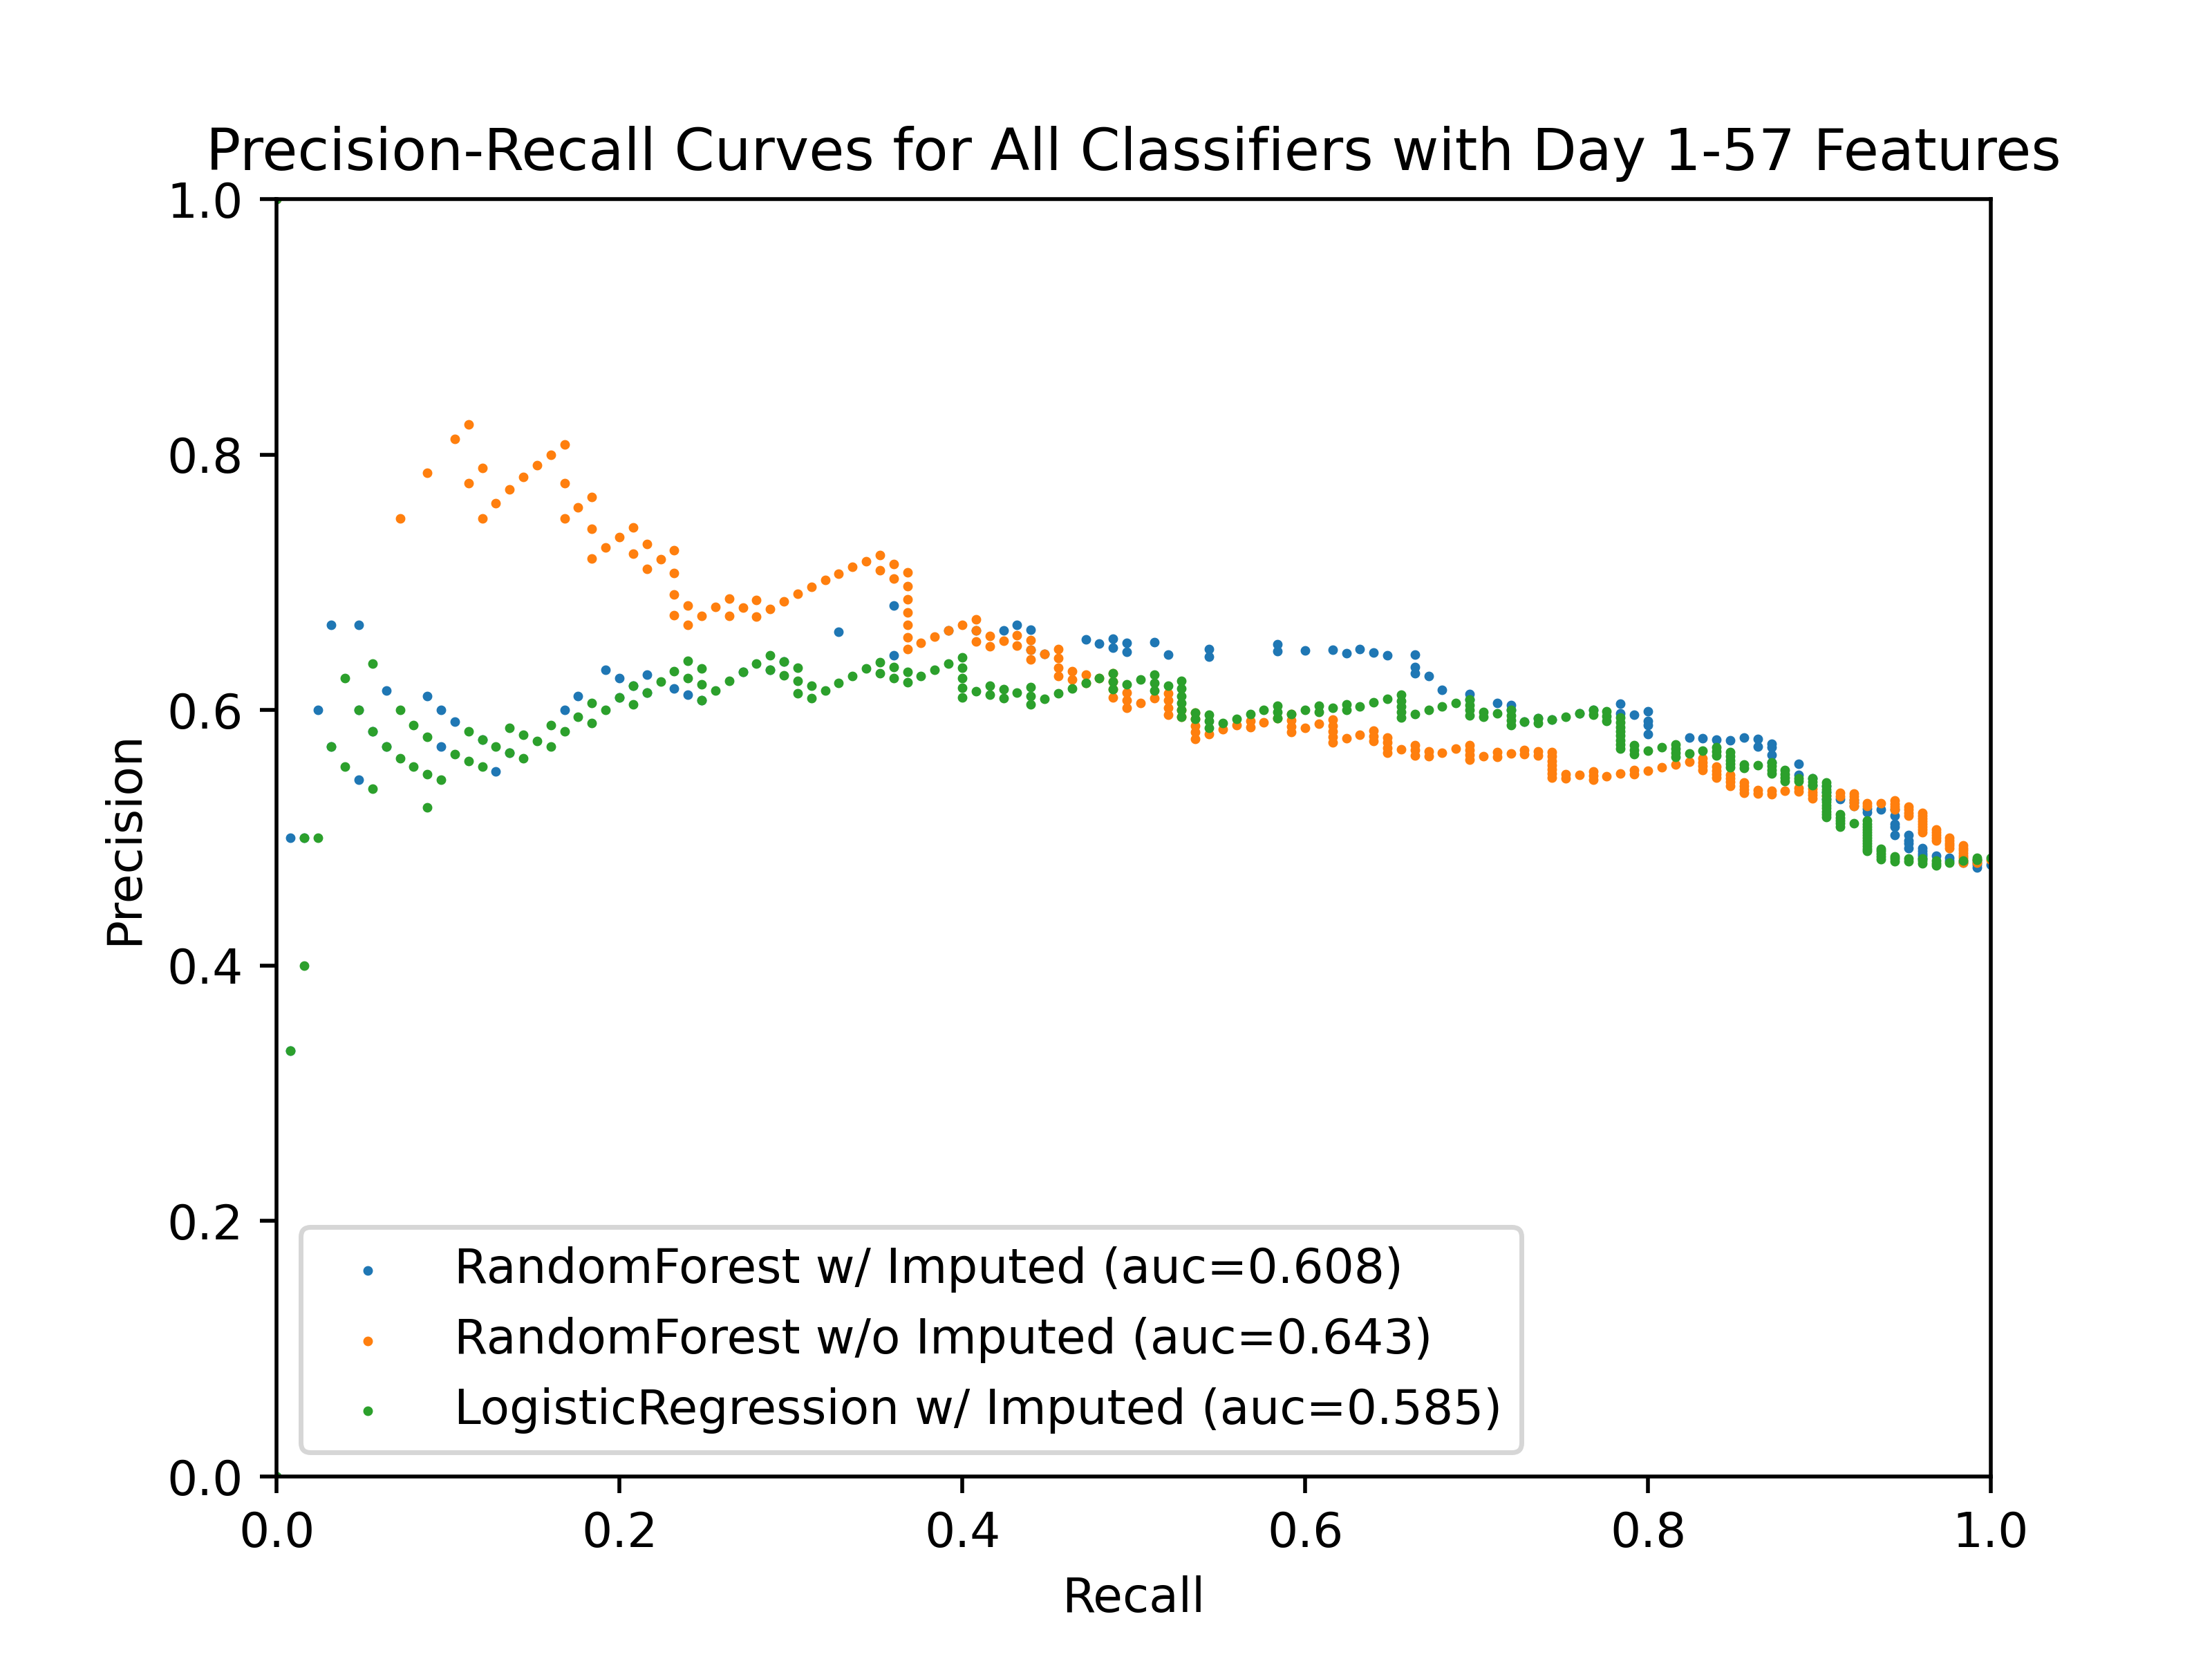 Precision-Recall Curves for All Classifiers with Day 1-57 Features
1.0
0.8
0.6
0.4
0.2
0.0
Precision
RandomForest w/ Imputed (auc=0.608)
RandomForest w/o Imputed (auc=0.643)
LogisticRegression w/ Imputed (auc=0.585)
0.0 0.2 0.4 0.6 0.8 1.0
Recall